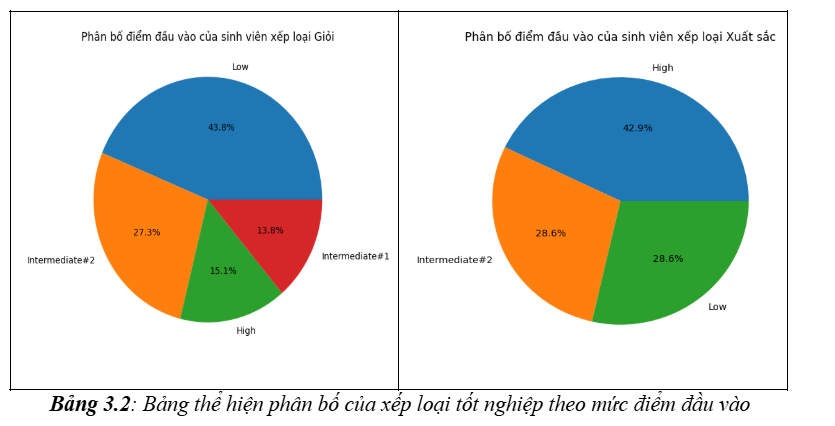 Phân bố điểm đầu vào của sinh viên xếp loại Giỏi
Low
43.8%
27.3%
13.8%
15.1%
Intermediate#2
Intermediate#1
High
Phân bố điểm đầu vào của sinh viên xếp loại Xuất sắc
High
42.9%
28.6%
28.6%
Intermediate#2
Low
Bảng 3.2: Bảng thể hiện phân bố của xếp loại tốt nghiệp theo mức điểm đầu vào